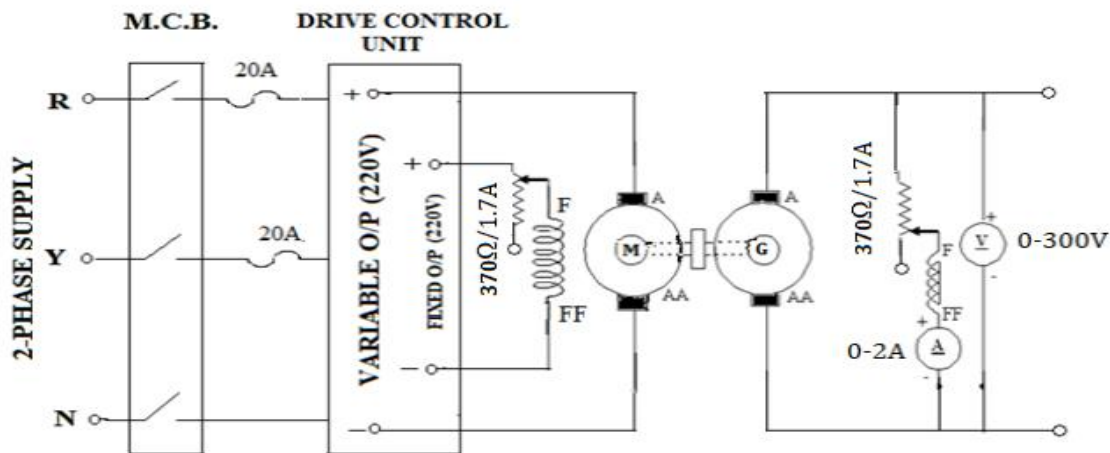 M.C.B.
DRIVE CONTROL
UNIT
20A
R
+
VARIABLE O/P (220V)
+
FIXED O/P (220V)
370Ω/1.7A
F
FF
A
M
AA
A
G
AA
370Ω/1.7A
F
FF
+
V
-
0-300V
2-PHASE SUPPLY
Y
20A
+
0-2A
A
-
N
−
−